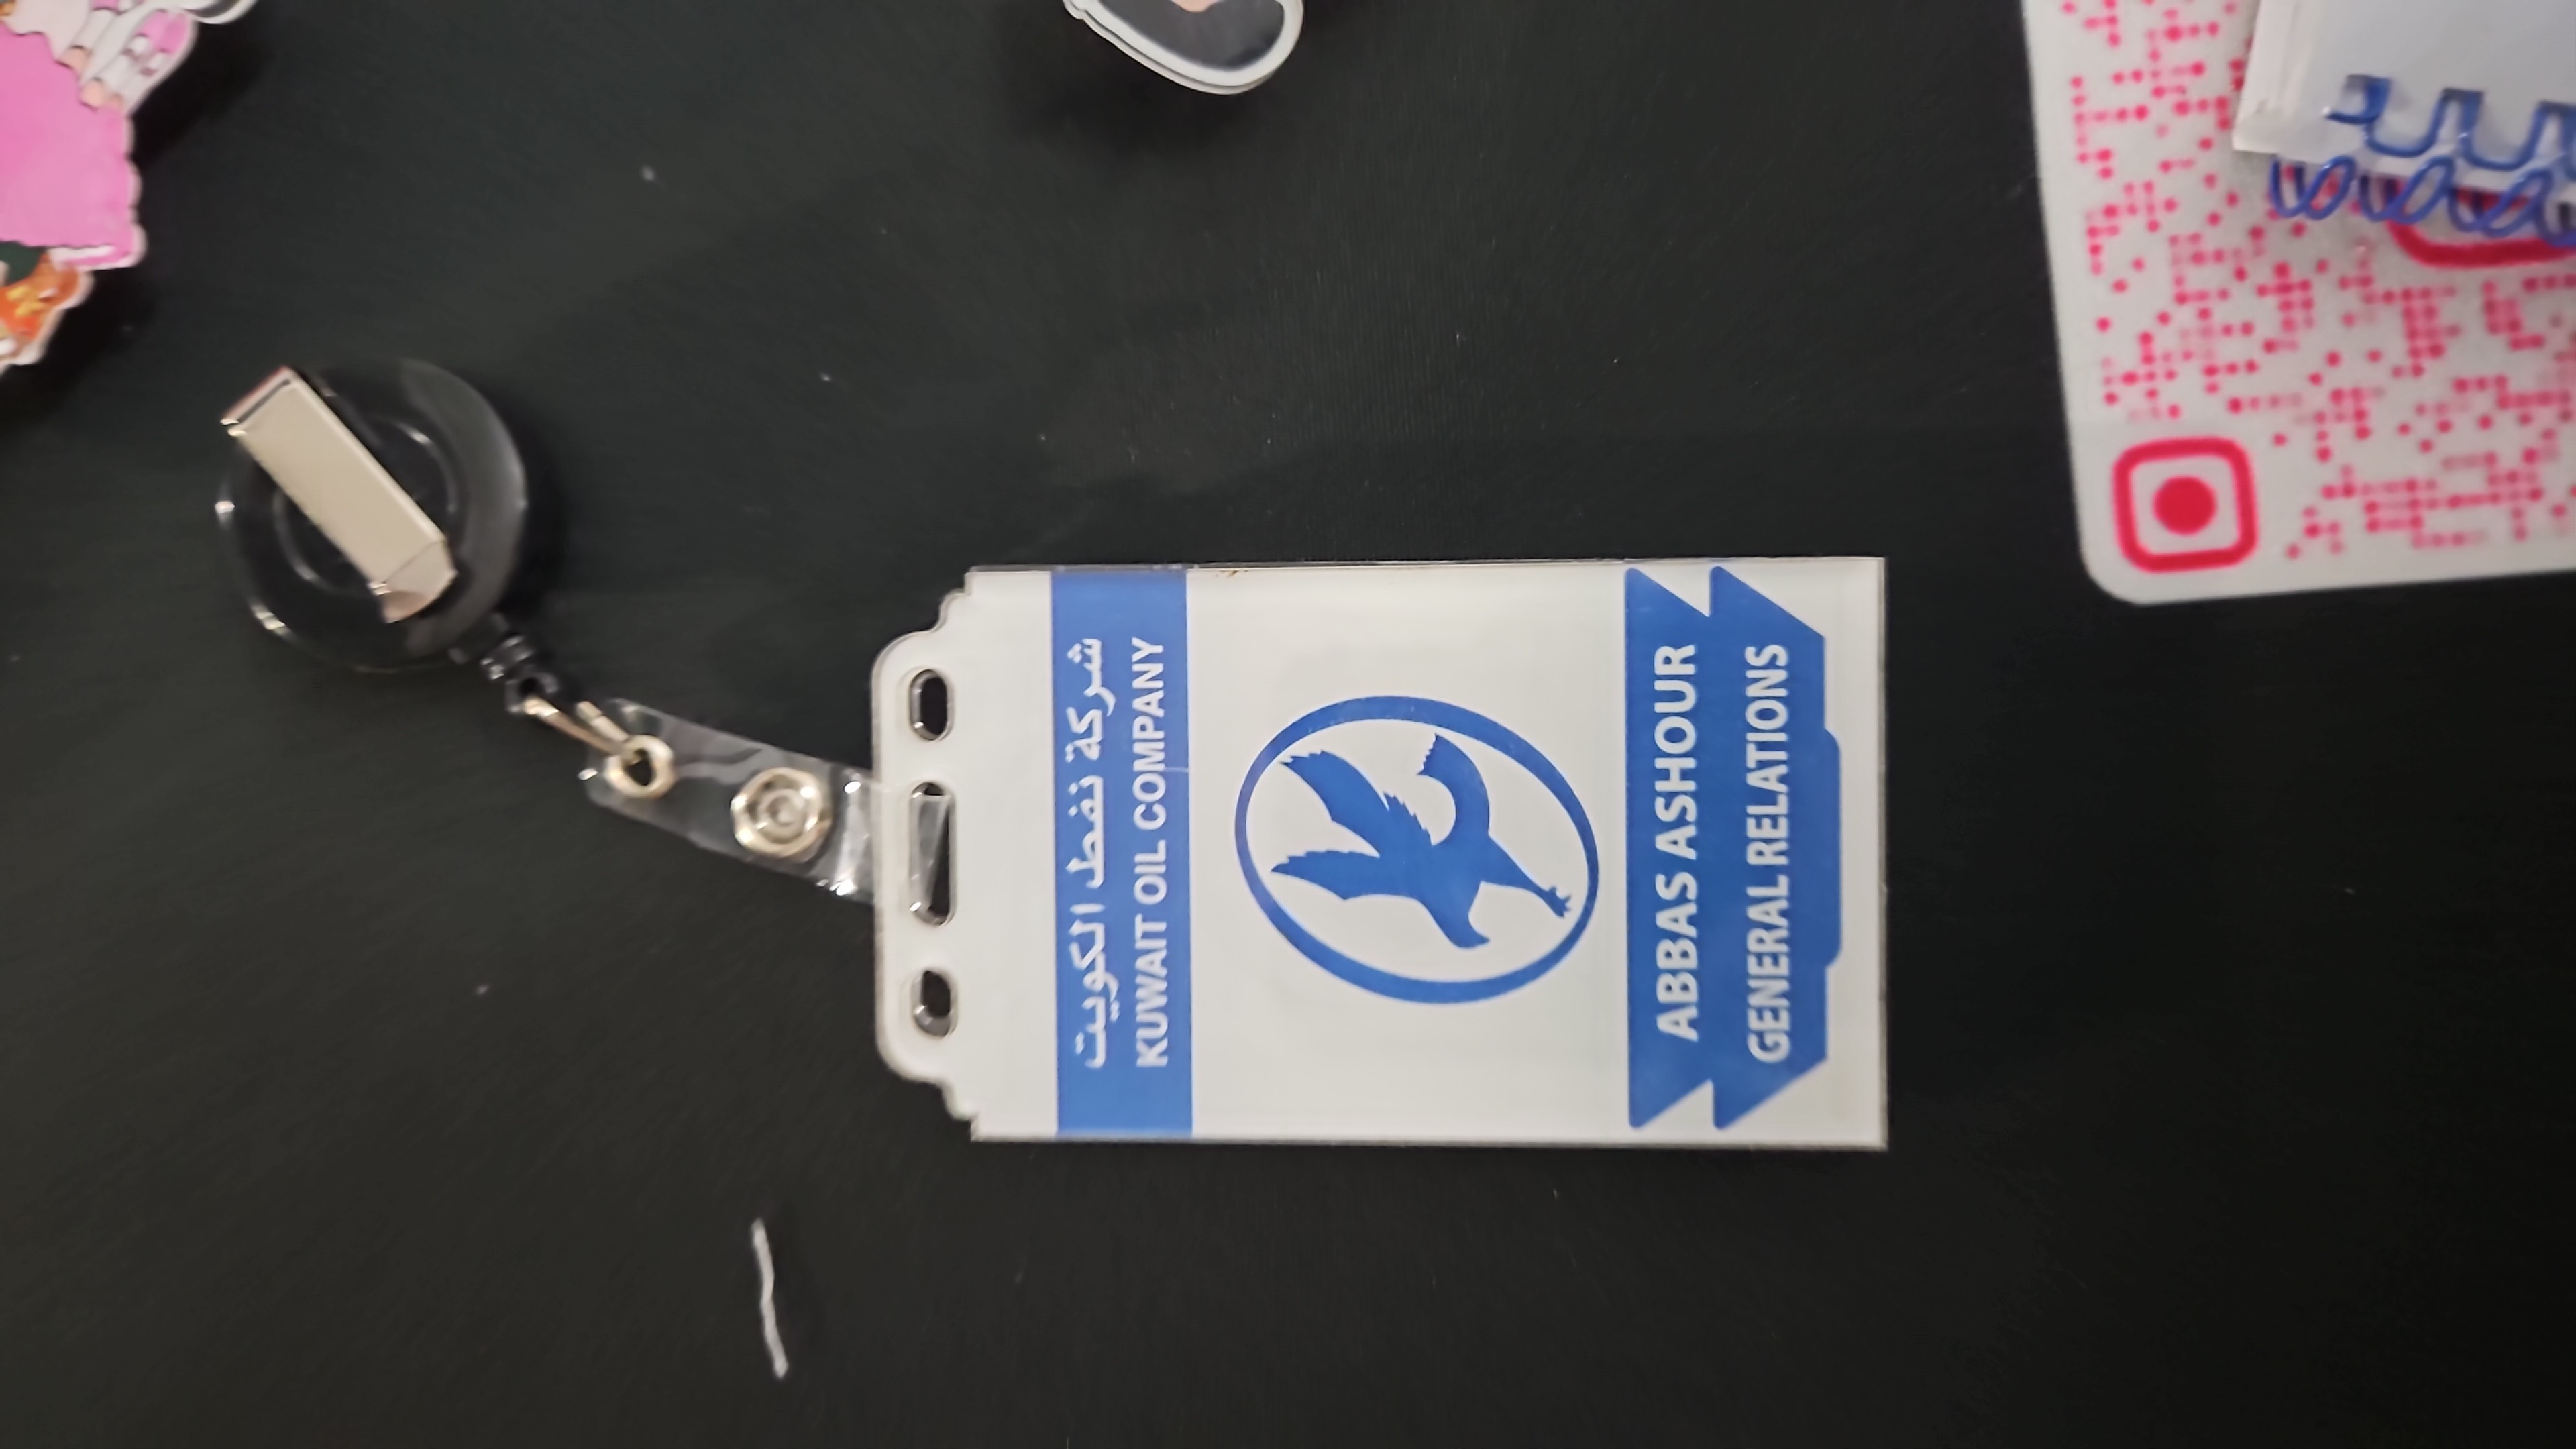 شركة نفط الكويت
KUWAIT OIL COMPANY
ABBAS ASHOUR
GENERAL RELATIONS